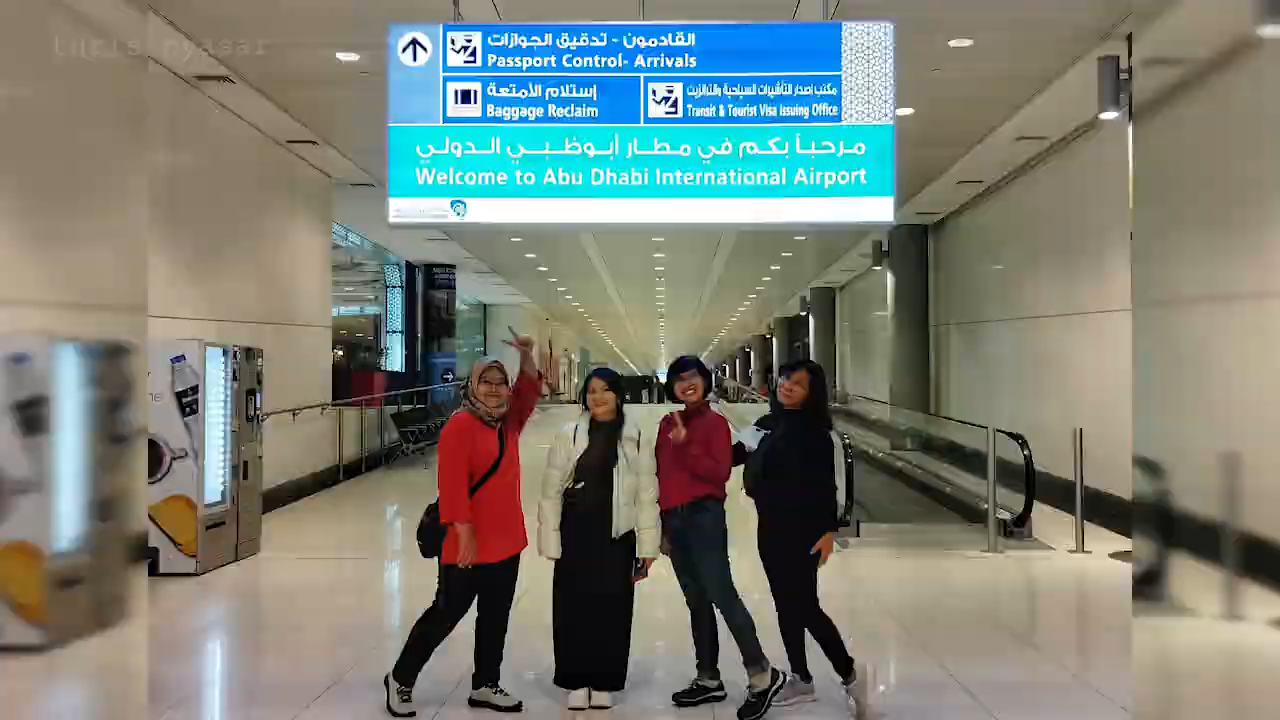 القادمون - تدقيق الجوازات
Passport Control- Arrivals
إستلام الأمتعة
Baggage Reclaim
مكتب إصدار التأشيرات السياحية والترانزيت
Transit & Tourist Visa Issuing Office
مرحباً بكم في مطار أبوظبي الدولي
Welcome to Abu Dhabi International Airport